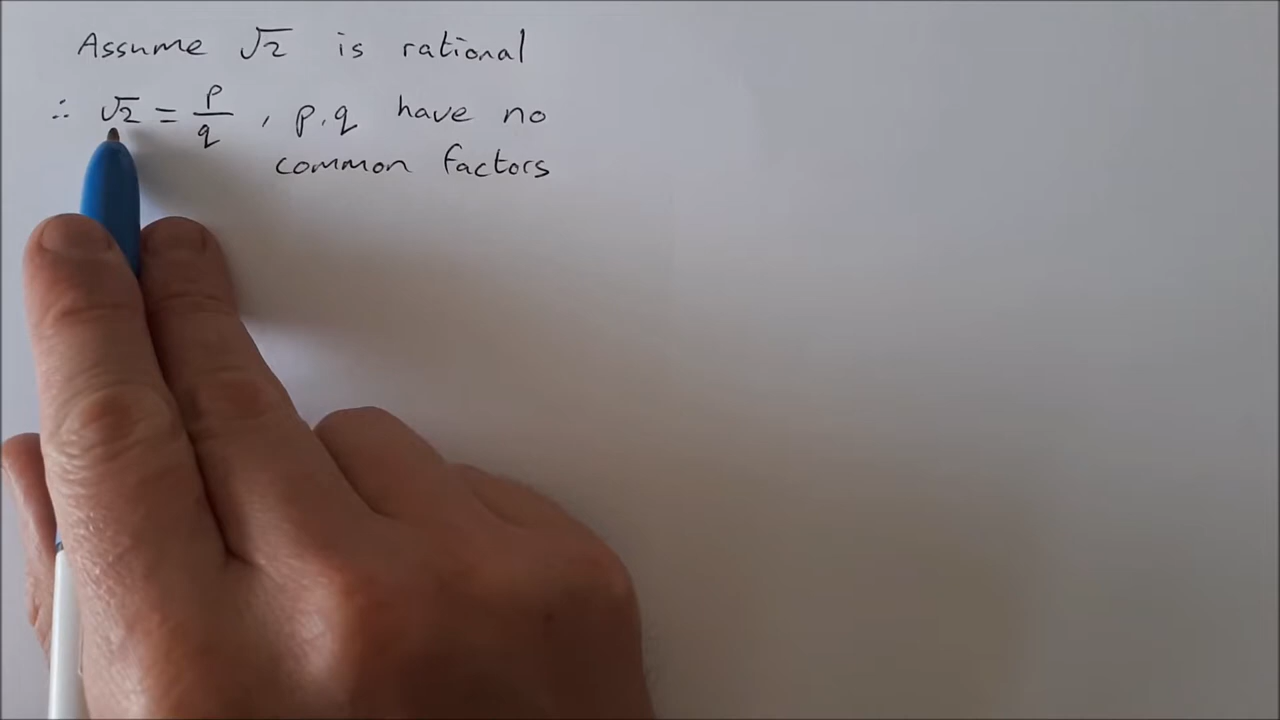 Assume √2 is rational
∴ √2 = p/q , p, q have no
common factors